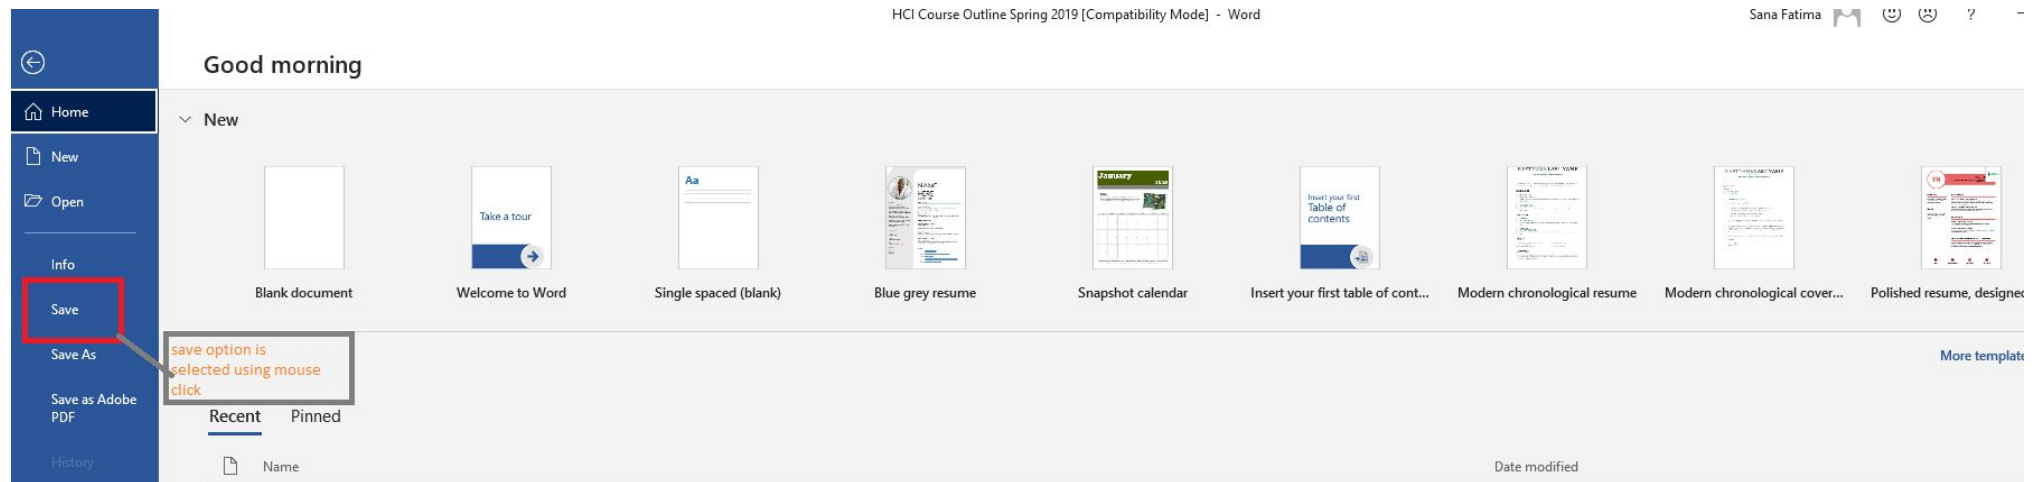 HCI Course Outline Spring 2019 [Compatibility Mode] - Word
Sana Fatima
?
Good morning
Home
New
New
Open
Aa
Take a tour
NAME
HERE
January
Insert your first
Table of
contents
YN
Blank document
Welcome to Word
Single spaced (blank)
Blue grey resume
Snapshot calendar
Insert your first table of cont...
Modern chronological resume
Modern chronological cover...
Polished resume, designed
Info
Save
Save As
Save as Adobe
PDF
History
save option is
selected using mouse
click
More template
Recent Pinned
Name
Date modified